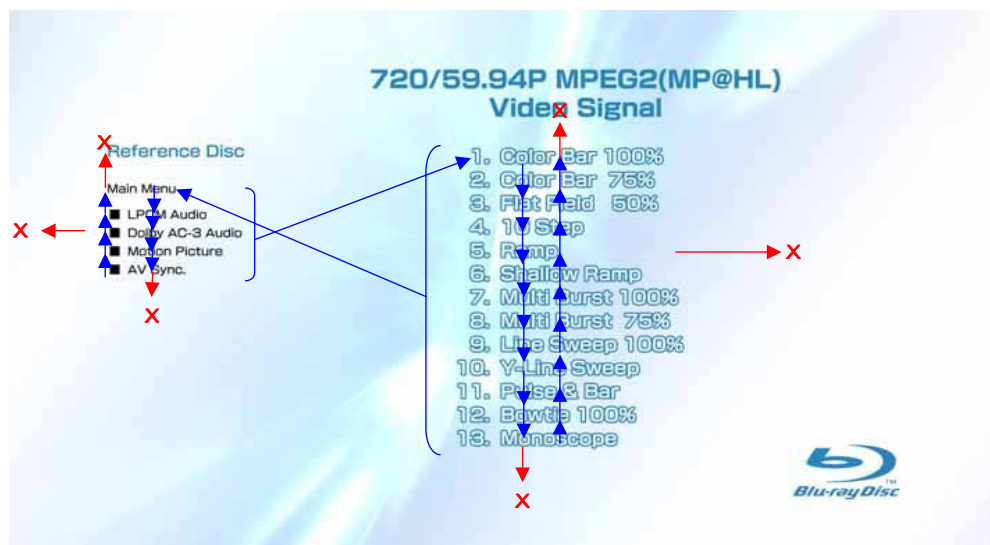 720/59.94P MPEG2(MP@HL)
Video Signal
X
X
Reference Disc
Main Menu
■ LPCM Audio
■ Dolby AC-3 Audio
■ Motion Picture
■ AV Sync.
X
X
1. Color Bar 100%
2. Color Bar 75%
3. Flat Field 50%
4. 10 Step
5. Ramp
6. Shallow Ramp
7. Multi Burst 100%
8. Multi Burst 75%
9. Line Sweep 100%
10. Y-Line Sweep
11. Pulse & Bar
12. Bowtie 100%
13. Monoscope
X
X
Blu-ray Disc™